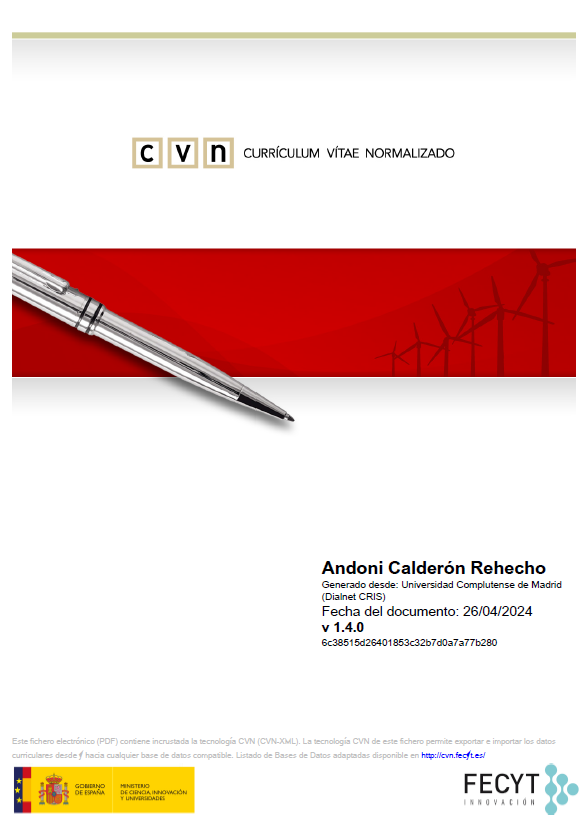 cvn CURRÍCULUM VÍTAE NORMALIZADO
Andoni Calderón Rehecho
Generado desde: Universidad Complutense de Madrid
(Dialnet CRIS)
Fecha del documento: 26/04/2024
v 1.4.0
6c38515d26401853c32b7d0a7a77b280
Este fichero electrónico (PDF) contiene incrustada la tecnología CVN (CVN-XML). La tecnología CVN de este fichero permite exportar e importar los datos
curriculares desde y hacia cualquier base de datos compatible. Listado de Bases de Datos adaptadas disponible en http://cvn.fecyt.es/
GOBIERNO
DE ESPAÑA
MINISTERIO
DE CIENCIA, INNOVACIÓN
Y UNIVERSIDADES
FECYT
INNOVACIÓN